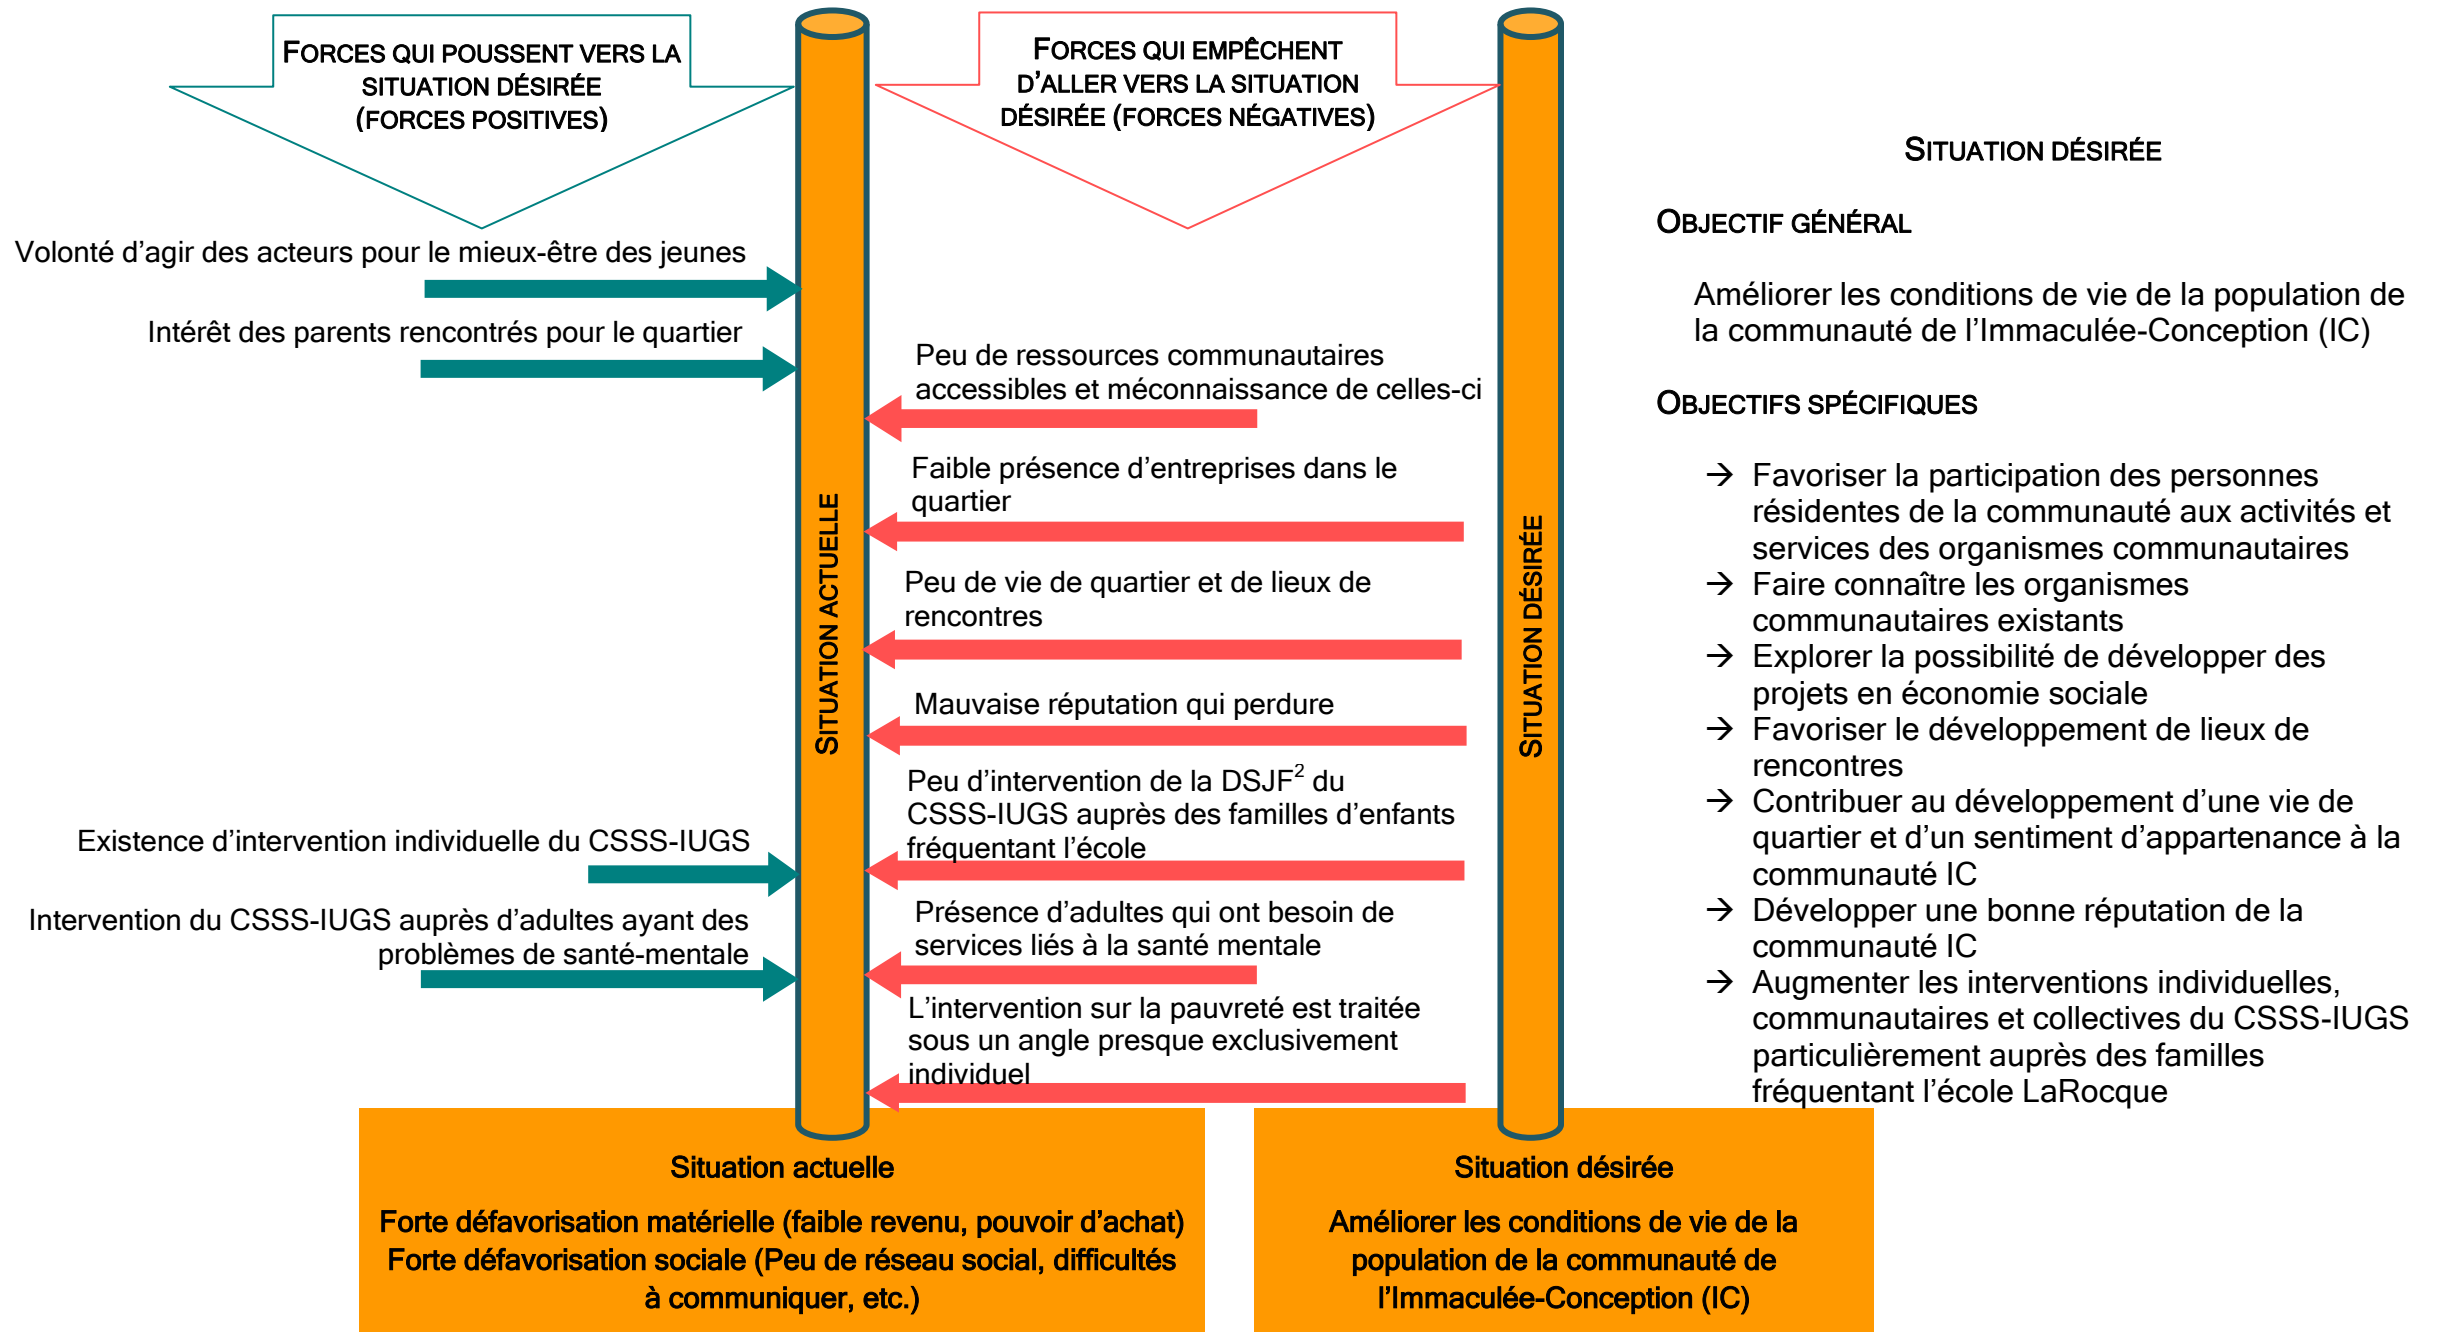 FORCES QUI POUSSENT VERS LA
SITUATION DÉSIRÉE
(FORCES POSITIVES)
FORCES QUI EMPÊCHENT
D’ALLER VERS LA SITUATION
DÉSIRÉE (FORCES NÉGATIVES)
Volonté d’agir des acteurs pour le mieux-être des jeunes
Intérêt des parents rencontrés pour le quartier
Existence d’intervention individuelle du CSSS-IUGS
Intervention du CSSS-IUGS auprès d’adultes ayant des
problèmes de santé-mentale
SITUATION ACTUELLE
Peu de ressources communautaires
accessibles et méconnaissance de celles-ci
Faible présence d’entreprises dans le
quartier
Peu de vie de quartier et de lieux de
rencontres
Mauvaise réputation qui perdure
Peu d’intervention de la DSJF² du
CSSS-IUGS auprès des familles d’enfants
fréquentant l’école
Présence d’adultes qui ont besoin de
services liés à la santé mentale
L’intervention sur la pauvreté est traitée
sous un angle presque exclusivement
individuel
SITUATION DÉSIRÉE
SITUATION DÉSIRÉE
OBJECTIF GÉNÉRAL
Améliorer les conditions de vie de la population de
la communauté de l’Immaculée-Conception (IC)
OBJECTIFS SPÉCIFIQUES
→ Favoriser la participation des personnes
résidentes de la communauté aux activités et
services des organismes communautaires
→ Faire connaître les organismes
communautaires existants
→ Explorer la possibilité de développer des
projets en économie sociale
→ Favoriser le développement de lieux de
rencontres
→ Contribuer au développement d’une vie de
quartier et d’un sentiment d’appartenance à la
communauté IC
→ Développer une bonne réputation de la
communauté IC
→ Augmenter les interventions individuelles,
communautaires et collectives du CSSS-IUGS
particulièrement auprès des familles
fréquentant l’école LaRocque
Situation actuelle
Forte défavorisation matérielle (faible revenu, pouvoir d’achat)
Forte défavorisation sociale (Peu de réseau social, difficultés
à communiquer, etc.)
Situation désirée
Améliorer les conditions de vie de la
population de la communauté de
l’Immaculée-Conception (IC)